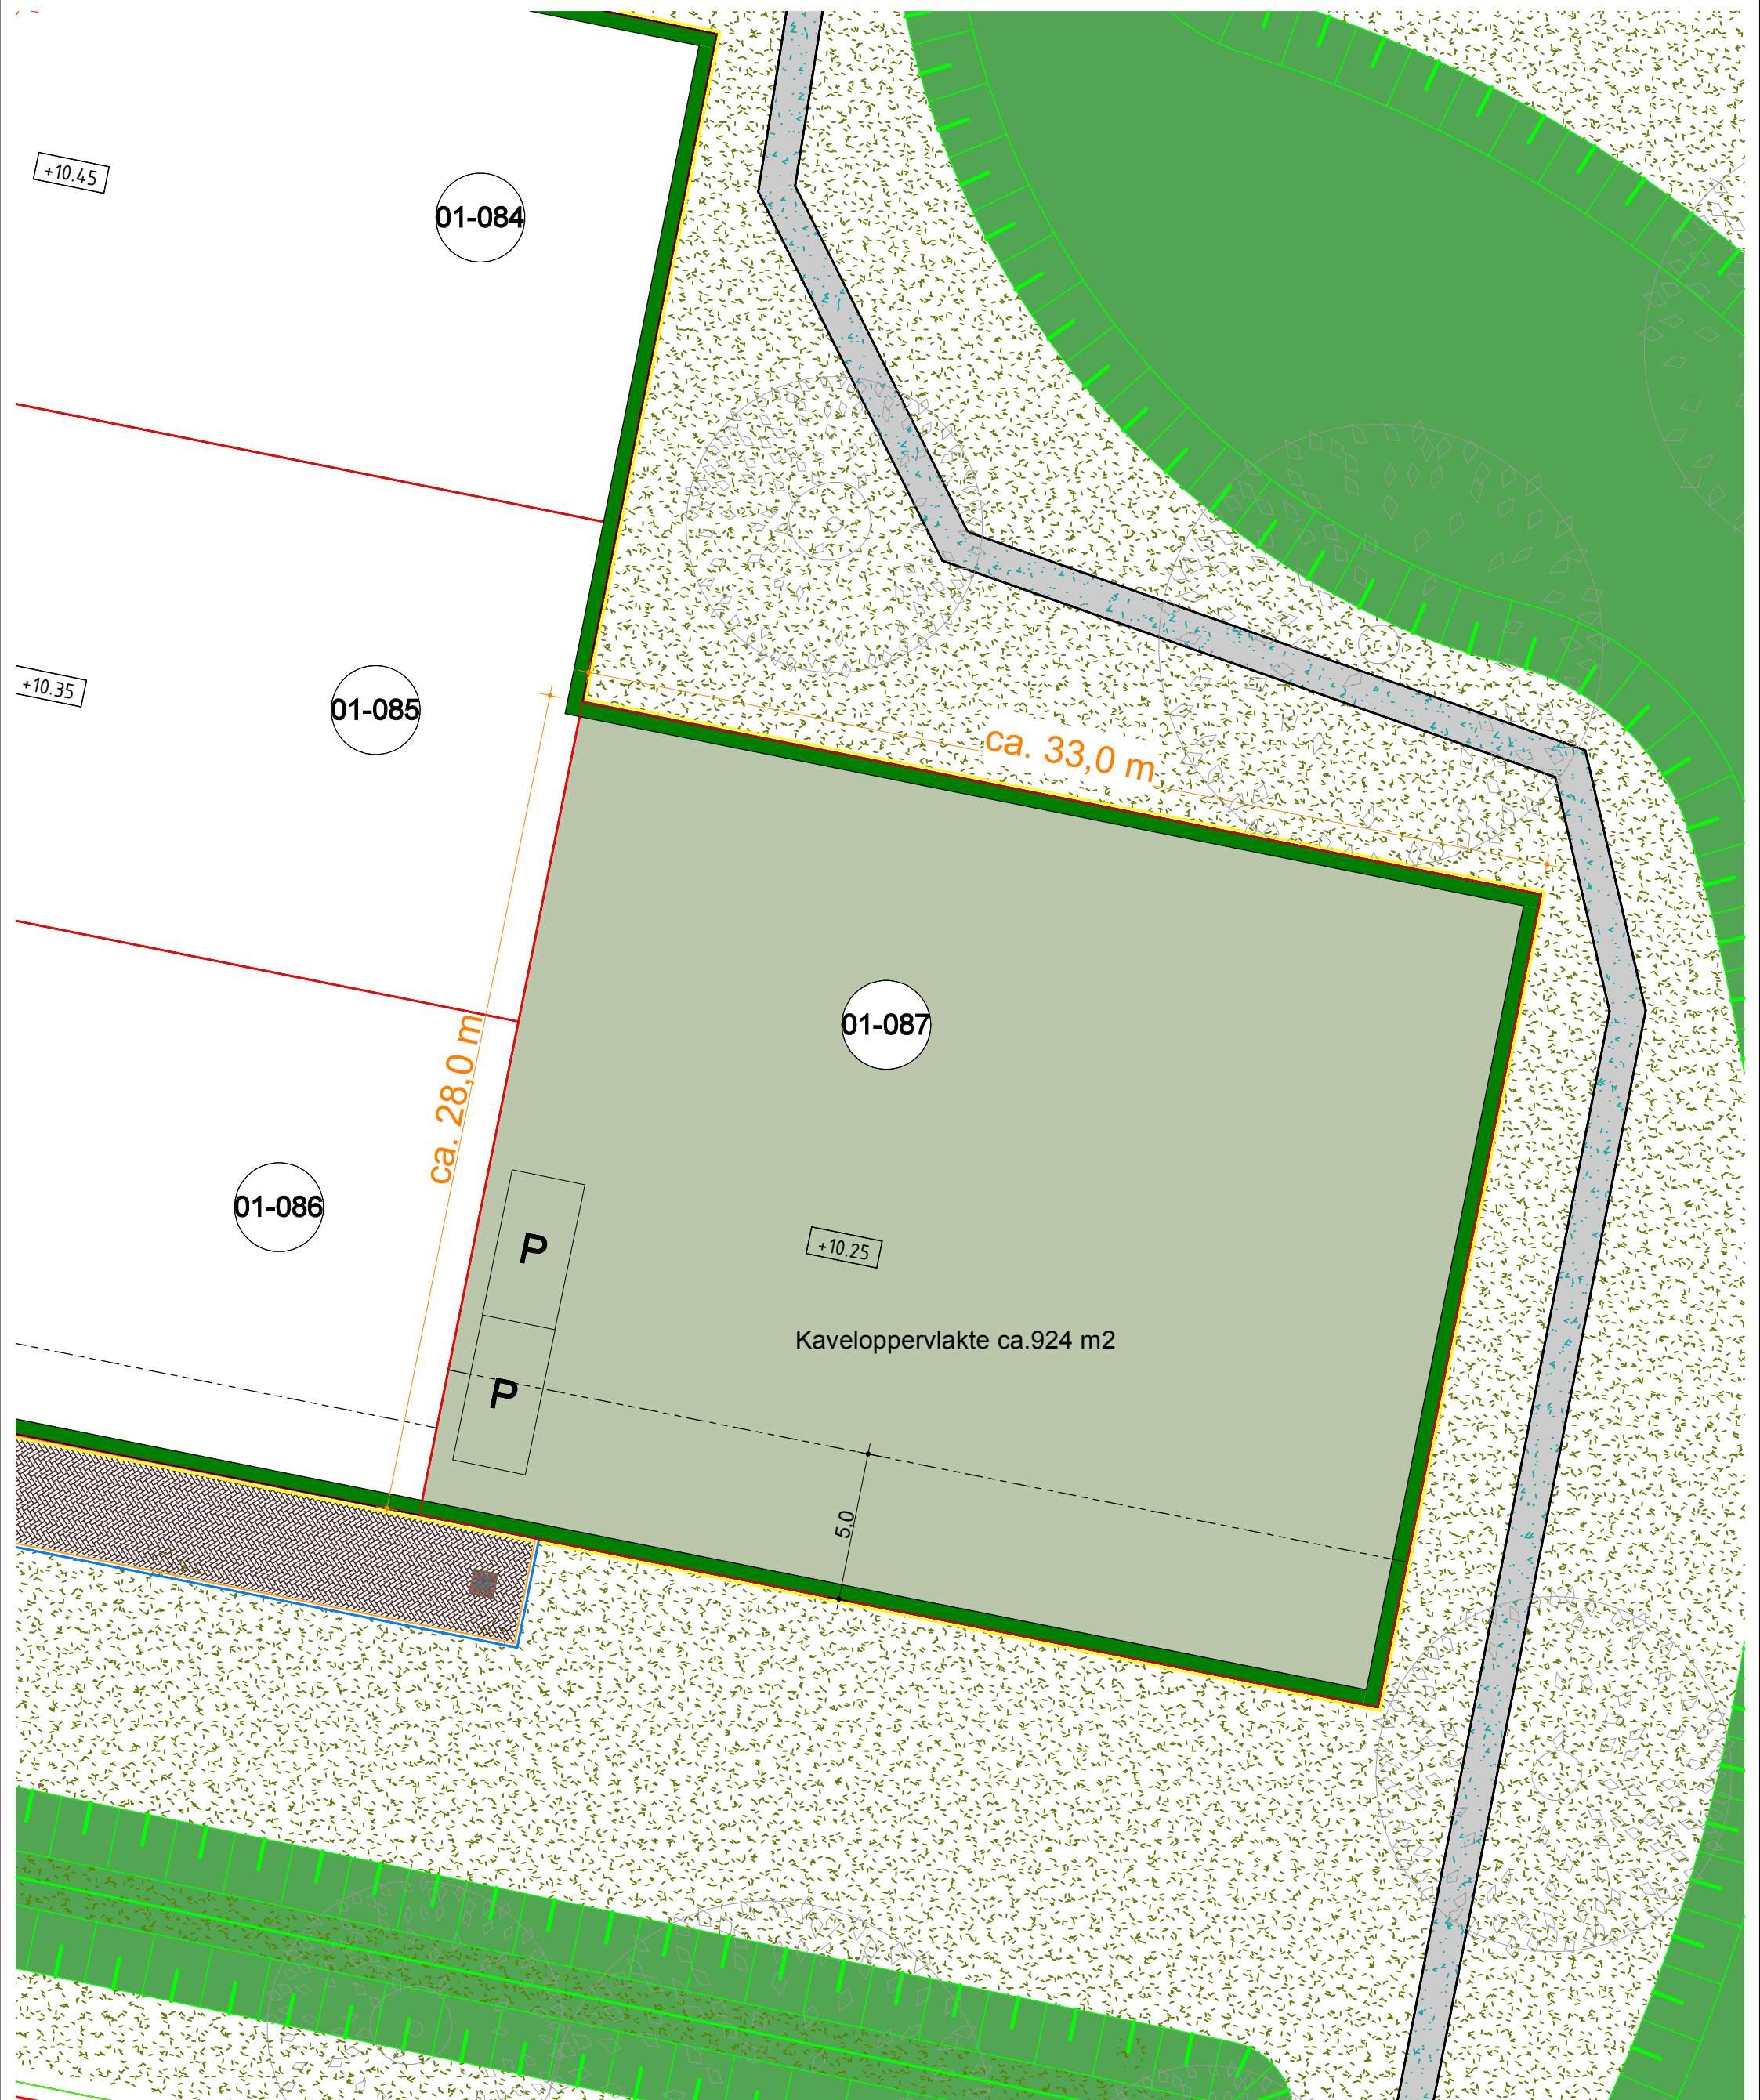 +10.45
01-084
+10.35
01-085
ca. 33,0 m
01-087
ca. 28,0 m
01-086
P
+10.25
Kaveloppervlakte ca.924 m2
P
5,0